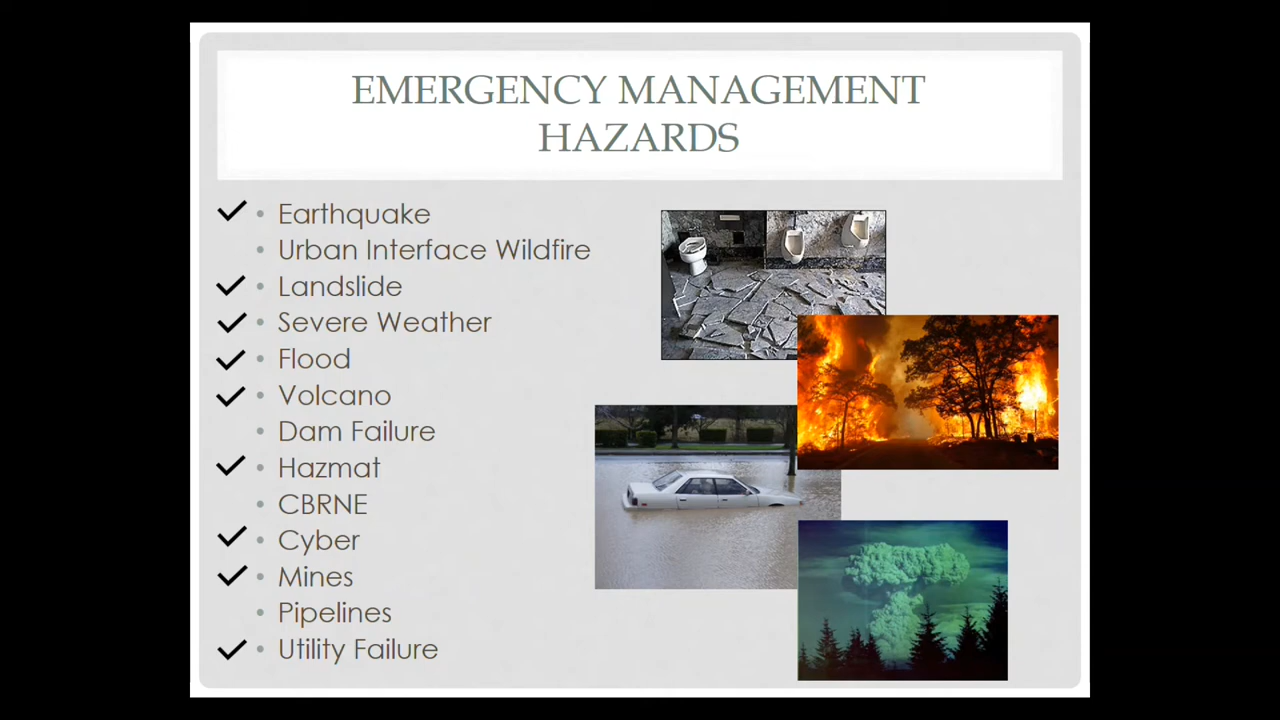 EMERGENCY MANAGEMENT
HAZARDS
✓ • Earthquake
• Urban Interface Wildfire
✓ • Landslide
✓ • Severe Weather
✓ • Flood
✓ • Volcano
• Dam Failure
✓ • Hazmat
• CBRNE
✓ • Cyber
✓ • Mines
• Pipelines
✓ • Utility Failure